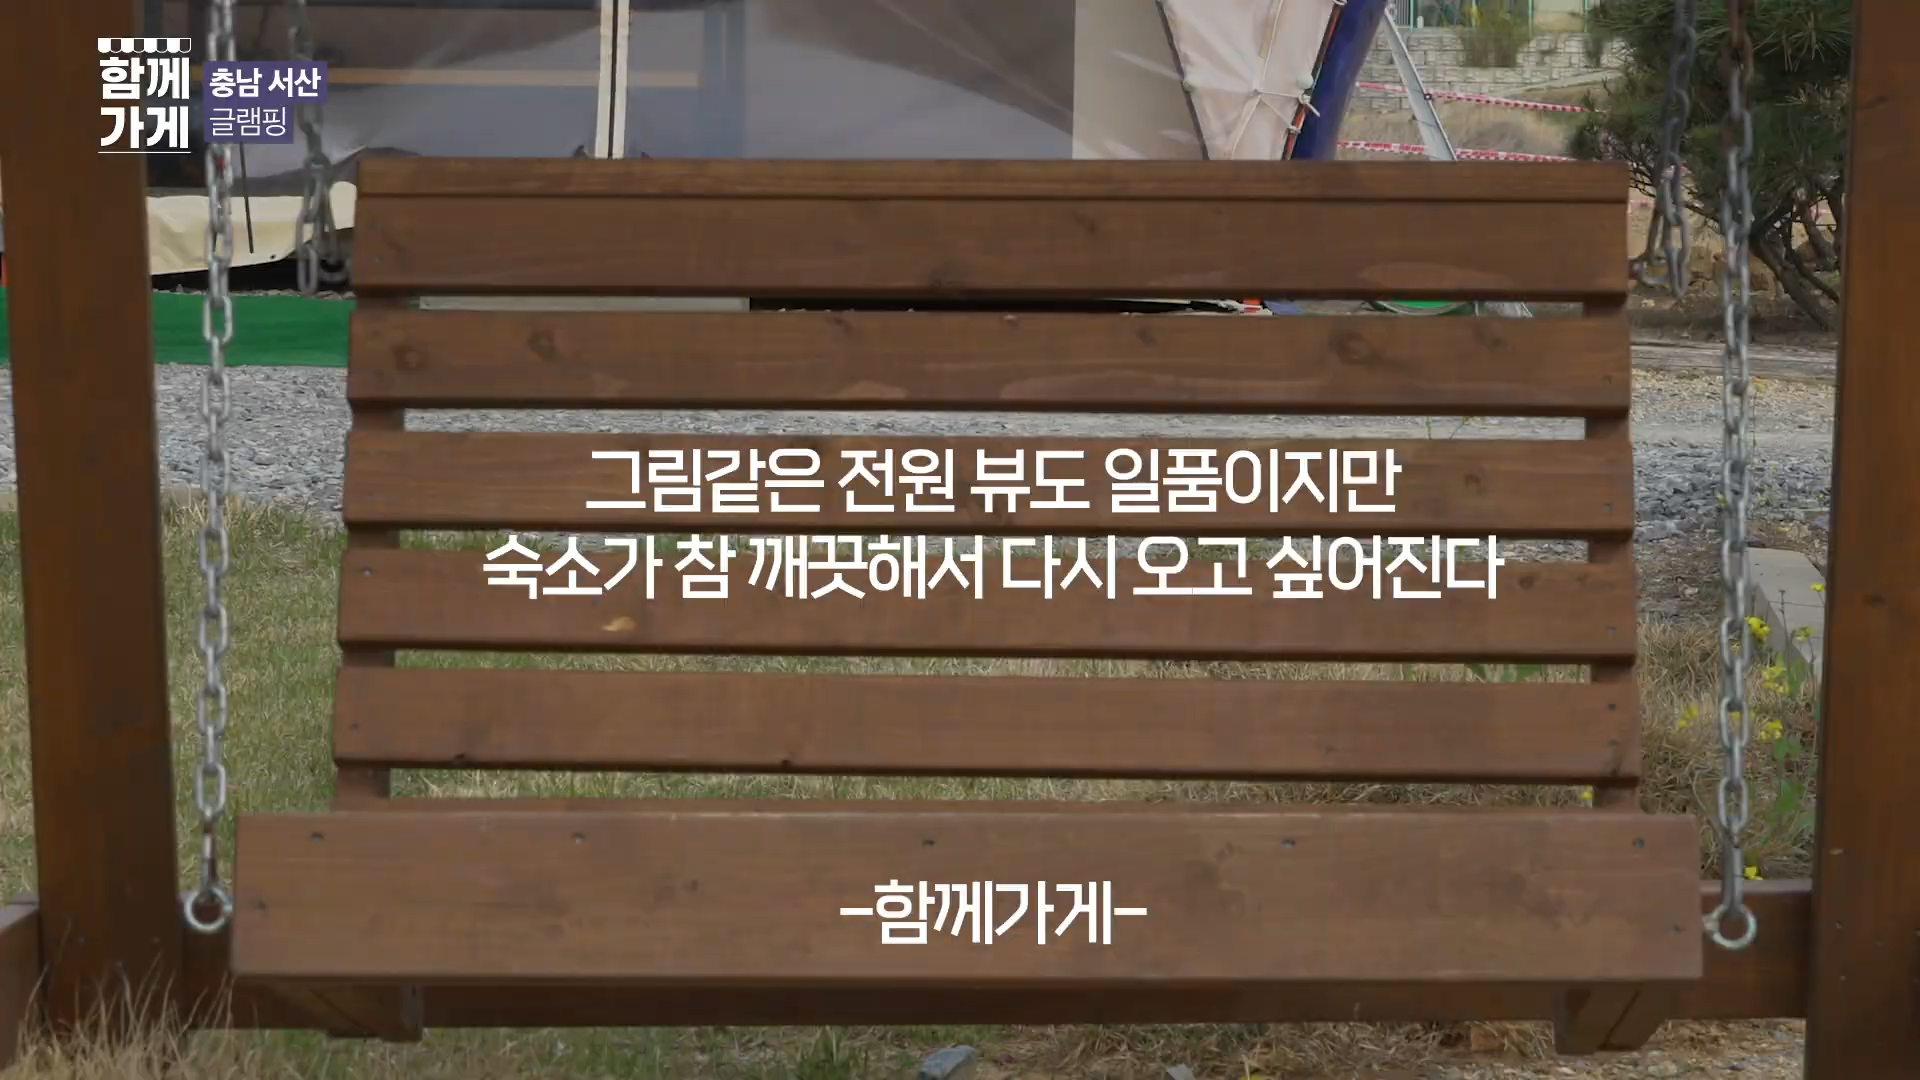 함께
가게
충남 서산
글램핑
그림같은 전원 뷰도 일품이지만
숙소가 참 깨끗해서 다시 오고 싶어진다
-함께가게-